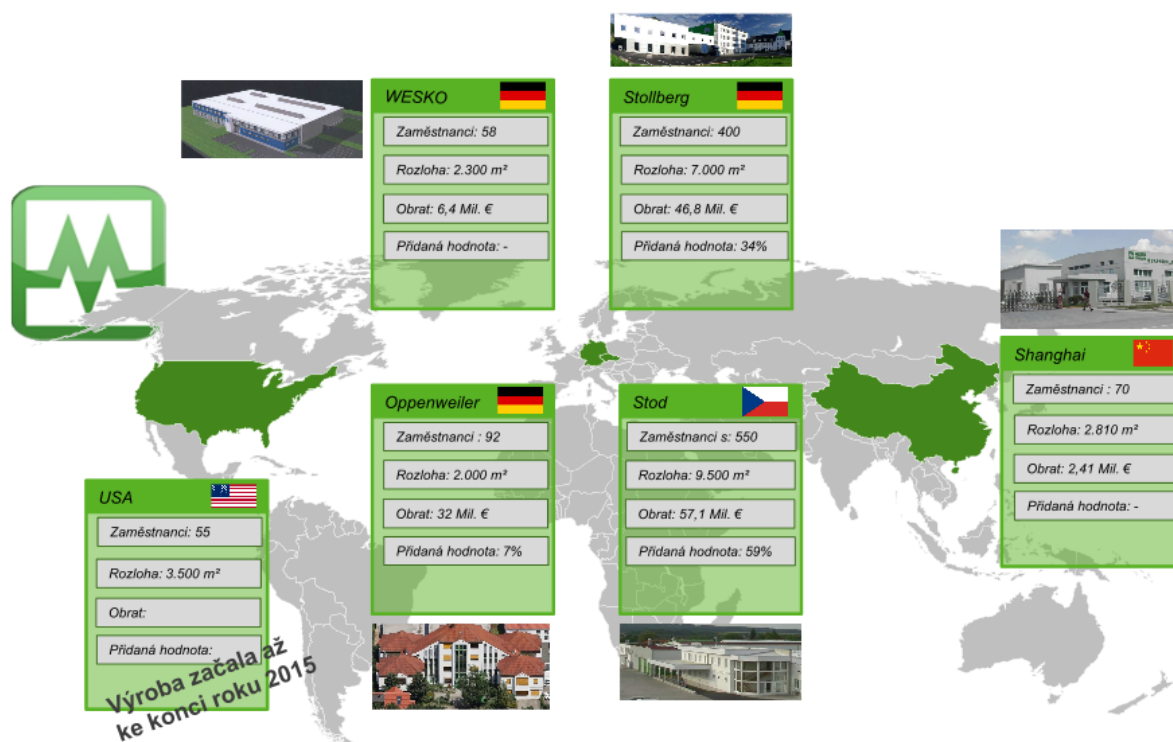 WESKO
Zaměstnanci: 58
Rozloha: 2.300 m²
Obrat: 6,4 Mil. €
Přidaná hodnota: -
Stollberg
Zaměstnanci: 400
Rozloha: 7.000 m²
Obrat: 46,8 Mil. €
Přidaná hodnota: 34%
Shanghai
Zaměstnanci : 70
Rozloha: 2.810 m²
Obrat: 2,41 Mil. €
Přidaná hodnota: -
Oppenweiler
Zaměstnanci : 92
Rozloha: 2.000 m²
Obrat: 32 Mil. €
Přidaná hodnota: 7%
Stod
Zaměstnanci s: 550
Rozloha: 9.500 m²
Obrat: 57,1 Mil. €
Přidaná hodnota: 59%
USA
Zaměstnanci: 55
Rozloha: 3.500 m²
Obrat:
Přidaná hodnota:
Výroba začala až
ke konci roku 2015